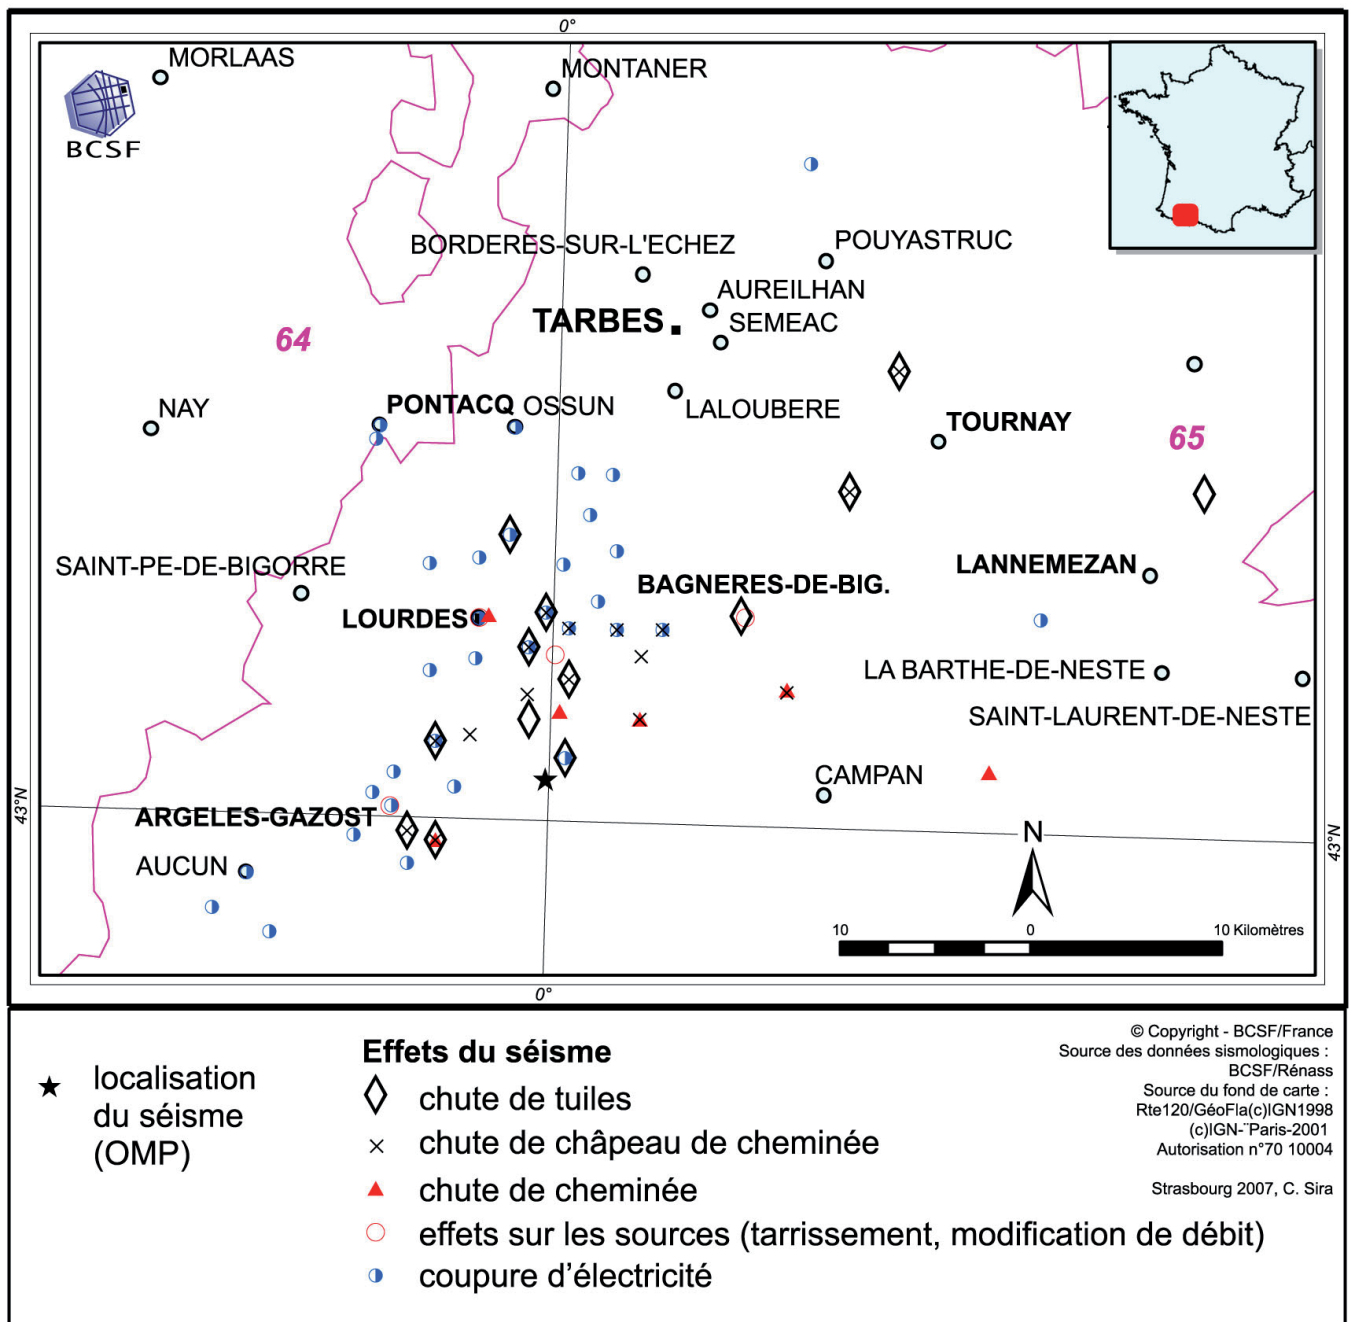 0°
MORLAAS
MONTANER
BCSF
BORDERES-SUR-L'ECHEZ
POUYASTRUC
AUREILHAN
TARBES
SEMEAC
64
NAY
PONTACQ
OSSUN
LALOUBERE
TOURNAY
65
SAINT-PE-DE-BIGORRE
LANNEMEZAN
BAGNERES-DE-BIG.
LOURDES
LA BARTHE-DE-NESTE
SAINT-LAURENT-DE-NESTE
CAMPAN
43°N
ARGELES-GAZOST
N
43°N
AUCUN
10 0 10 Kilomètres
0°
localisation
du séisme
(OMP)
Effets du séisme
chute de tuiles
chute de châpeau de cheminée
chute de cheminée
effets sur les sources (tarrissement, modification de débit)
coupure d'électricité
© Copyright - BCSF/France
Source des données sismologiques :
BCSF/Rénass
Source du fond de carte :
Rte120/GéoFla(c)IGN1998
(c)IGN-¨Paris-2001
Autorisation n°70 10004
Strasbourg 2007, C. Sira